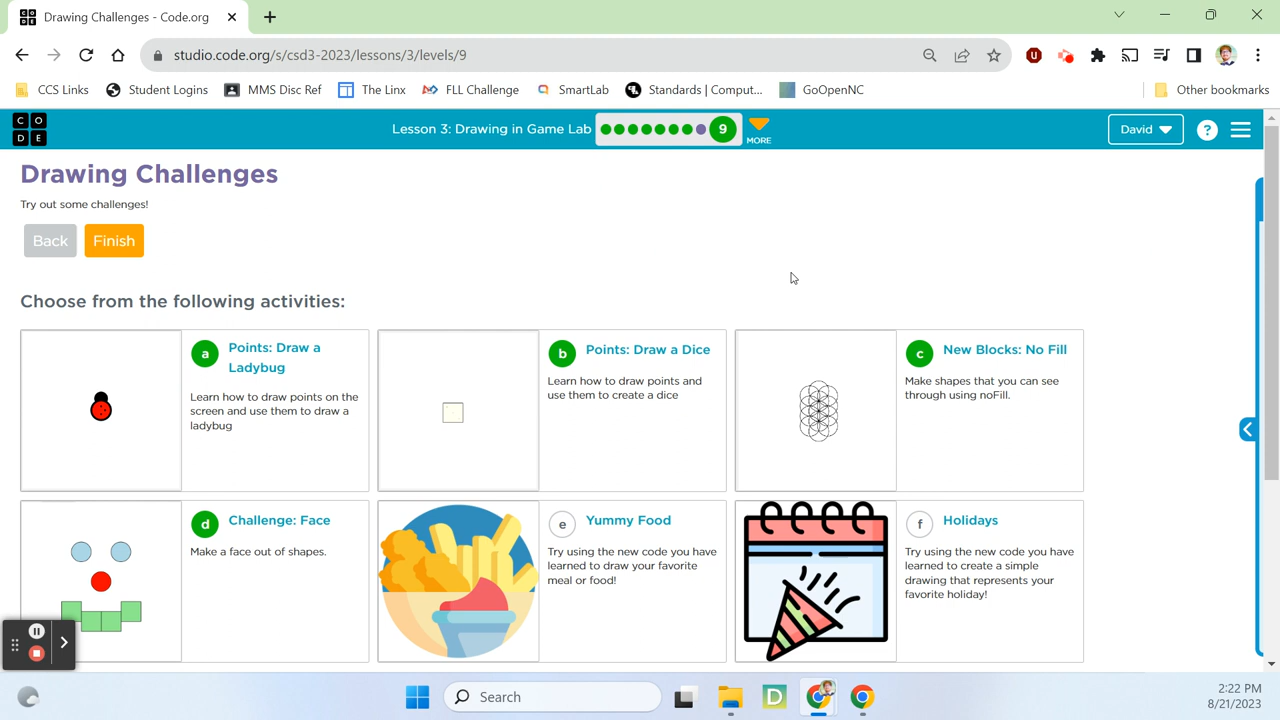 Drawing Challenges - Code.org
studio.code.org/s/csd3-2023/lessons/3/levels/9
CCS Links
Student Logins
MMS Disc Ref
The Linx
FLL Challenge
SmartLab
Standards | Comput...
GoOpenNC
Other bookmarks
C O
D E
Lesson 3: Drawing in Game Lab
9
MORE
David
?
Drawing Challenges
Try out some challenges!
Back
Finish
Choose from the following activities:
a
Points: Draw a
Ladybug
Learn how to draw points on the
screen and use them to draw a
ladybug
b
Points: Draw a Dice
Learn how to draw points and
use them to create a dice
c
New Blocks: No Fill
Make shapes that you can see
through using noFill.
d
Challenge: Face
Make a face out of shapes.
e
Yummy Food
Try using the new code you have
learned to draw your favorite
meal or food!
f
Holidays
Try using the new code you have
learned to create a simple
drawing that represents your
favorite holiday!
Search
D
2:22 PM
8/21/2023